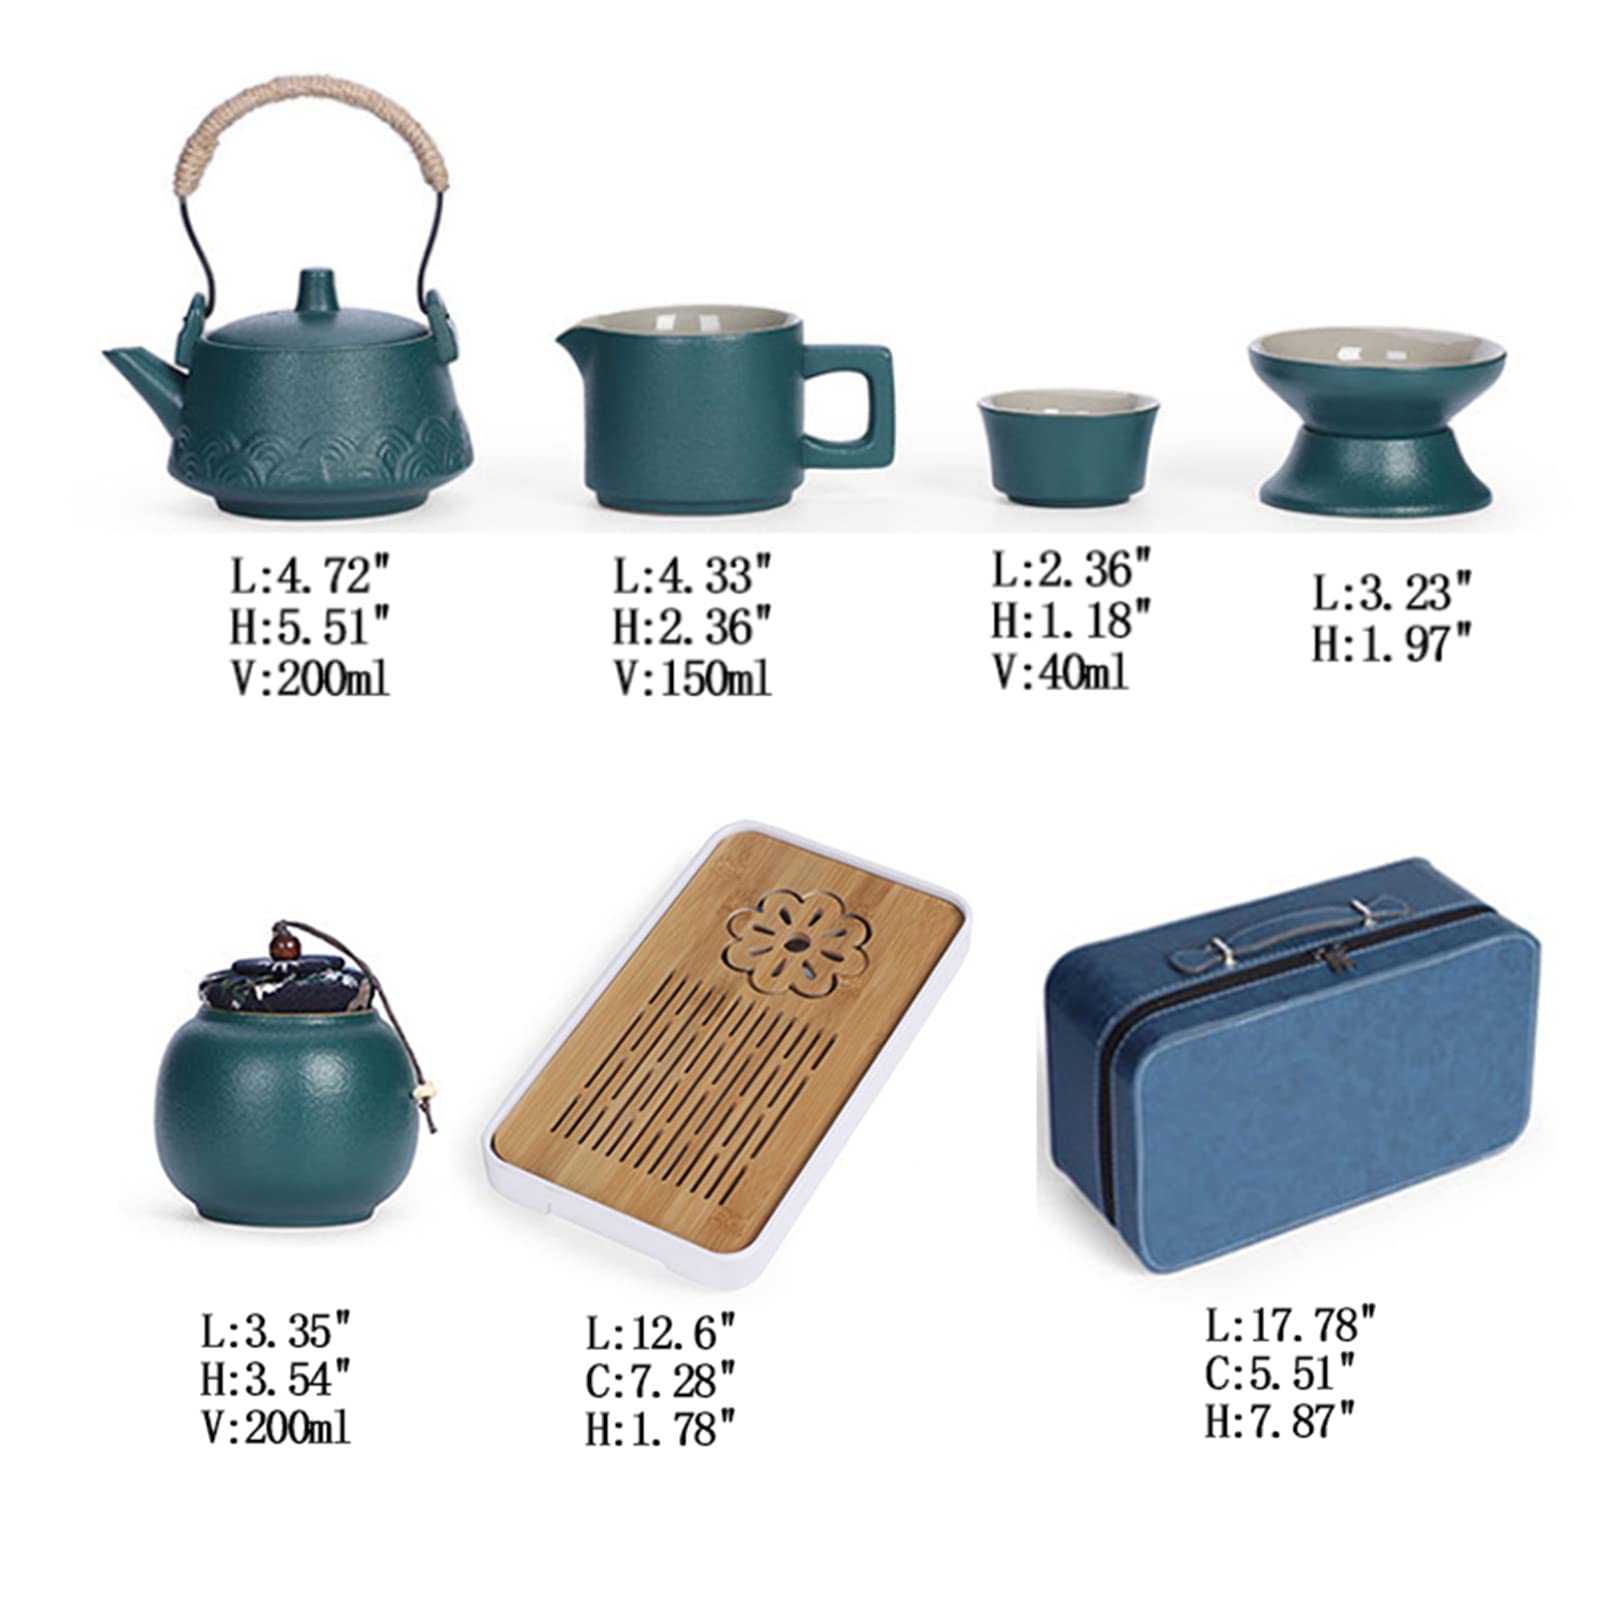 L:4.72"
H:5.51"
V:200ml
L:4.33"
H:2.36"
V:150ml
L:2.36"
H:1.18"
V:40ml
L:3.23"
H:1.97"
L:3.35"
H:3.54"
V:200ml
L:12.6"
C:7.28"
H:1.78"
L:17.78"
C:5.51"
H:7.87"